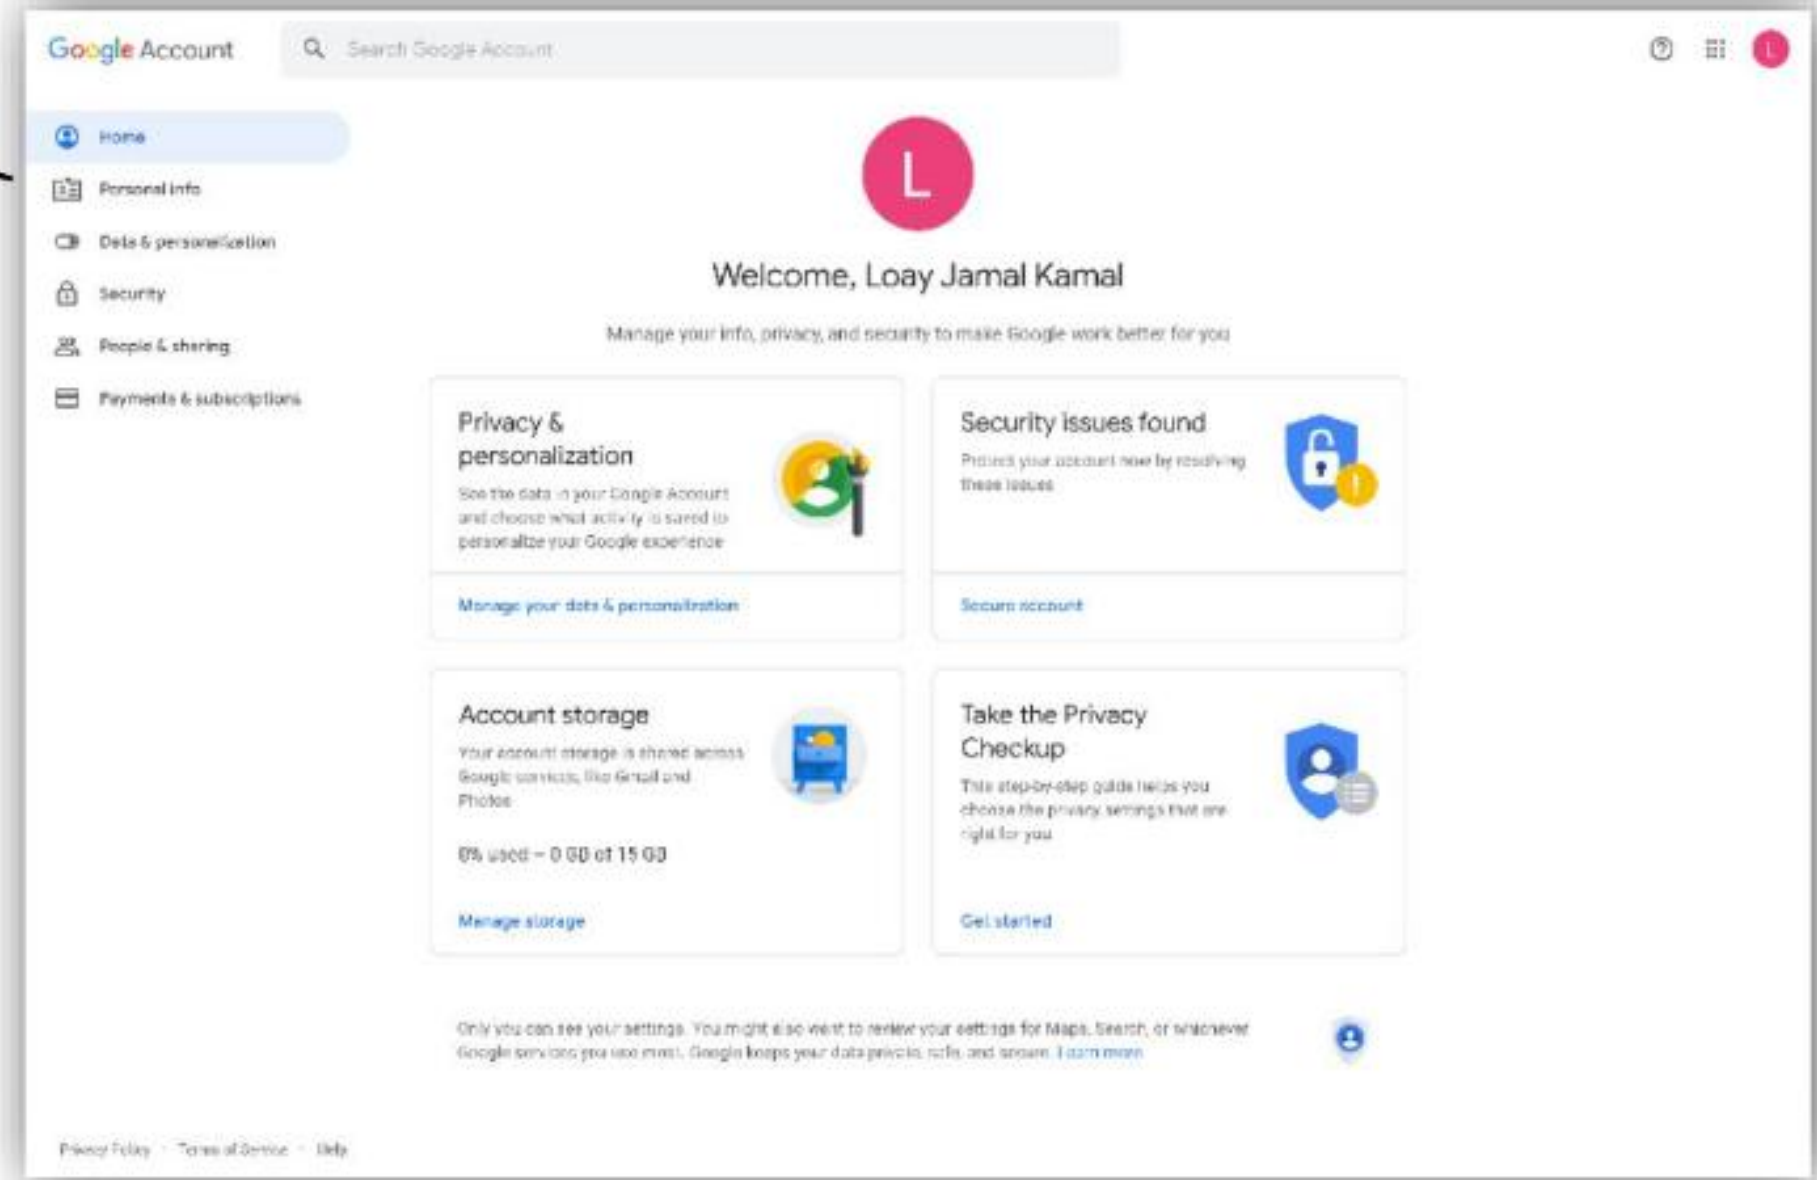 Google Account
Search Google Account
L
Home
Personal info
Data & personalization
Security
People & sharing
Payments & subscriptions
L
Welcome, Loay Jamal Kamal
Manage your info, privacy, and security to make Google work better for you
Privacy &
personalization
See the data in your Google Account
and choose what activity is saved to
personalize your Google experience
Manage your data & personalization
Security issues found
Protect your account now by resolving
these issues
Secure account
Account storage
Your account storage is shared across
Google services, like Gmail and
Photos
0% used – 0 GB of 15 GB
Manage storage
Take the Privacy
Checkup
This step-by-step guide helps you
choose the privacy settings that are
right for you
Get started
Only you can see your settings. You might also want to review your settings for Maps, Search, or whichever
Google services you use most. Google keeps your data private, safe, and secure. Learn more
Privacy Policy · Terms of Service · Help